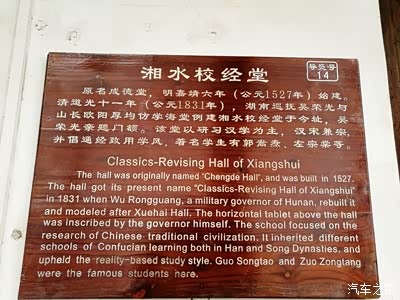 导览号
14
湘水校经堂
原名成德堂，明嘉靖六年（公元1527年）始建。
清道光十一年（公元1831年），湖南巡抚吴荣光与
山长欧阳厚均仿学海堂例建湘水校经堂于今址，吴
荣光亲题门额。该堂以研习汉学为主，汉宋兼崇，
并倡通经致用学风，著名学生有郭嵩焘、左宗棠等。
Classics-Revising Hall of Xiangshui
The hall was originally named "Chengde Hall", and was built in 1527.
The hall got its present name "Classics-Revising Hall of Xiangshui"
in 1831 when Wu Rongguang, a military governor of Hunan, rebuilt it
and modeled after Xuehai Hall. The horizontal tablet above the hall
was inscribed by the governor himself. The school focused on the
research of Chinese traditional civilization. It inherited different
schools of Confucian learning both in Han and Song Dynasties, and
upheld the reality-based study style. Guo Songtao and Zuo Zongtang
were the famous students here.
汽车之家